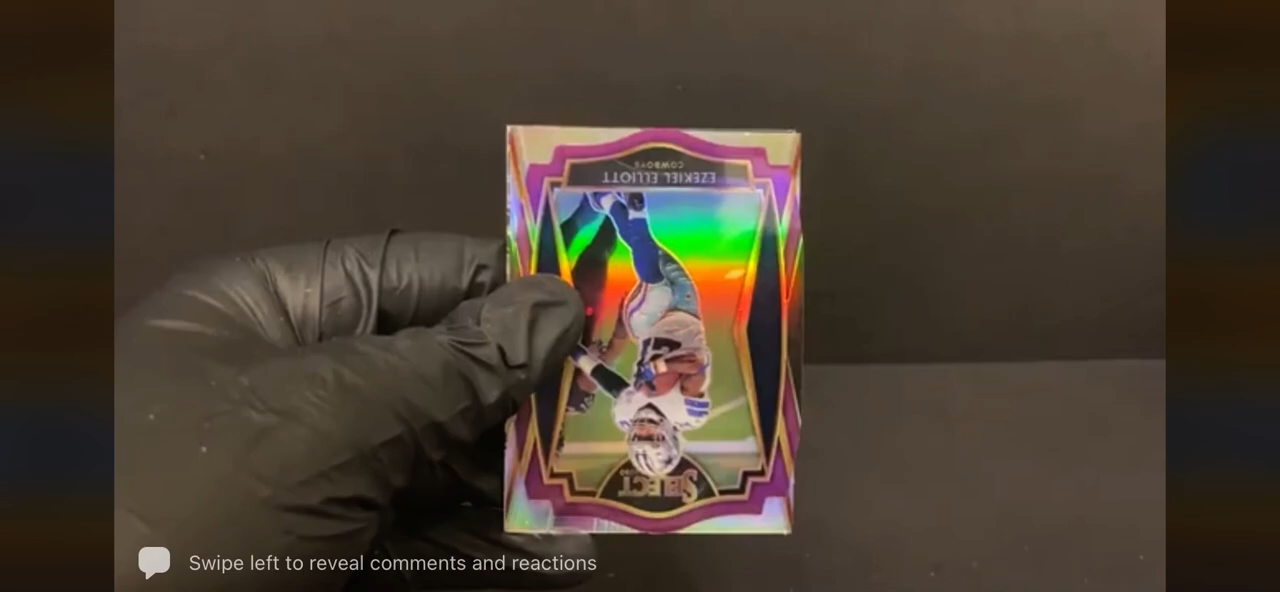 EZEKIEL ELLIOTT
COWBOYS
SELECT
Swipe left to reveal comments and reactions